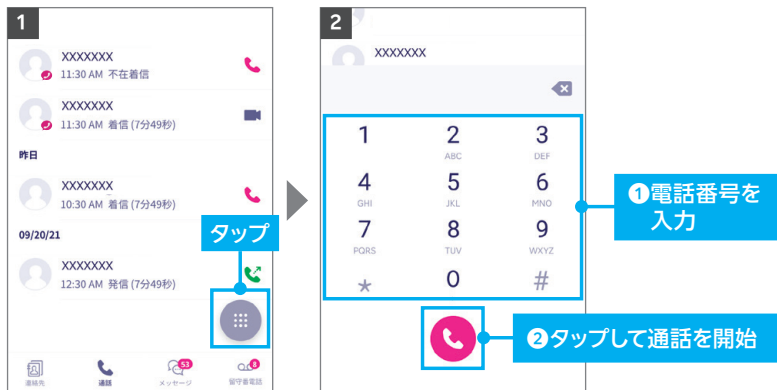 1
XXXXXXX
11:30 AM 不在着信
XXXXXXX
11:30 AM 着信 (7分49秒)
昨日
XXXXXXX
10:30 AM 着信 (7分49秒)
09/20/21
タップ
XXXXXXX
12:30 AM 発信 (7分49秒)
53
8
連絡先
通話
メッセージ
留守番電話
2
XXXXXXX
1
2
ABC
3
DEF
4
GHI
5
JKL
6
MNO
7
PQRS
8
TUV
9
WXYZ
*
0
#
❶電話番号を
入力
❷タップして通話を開始